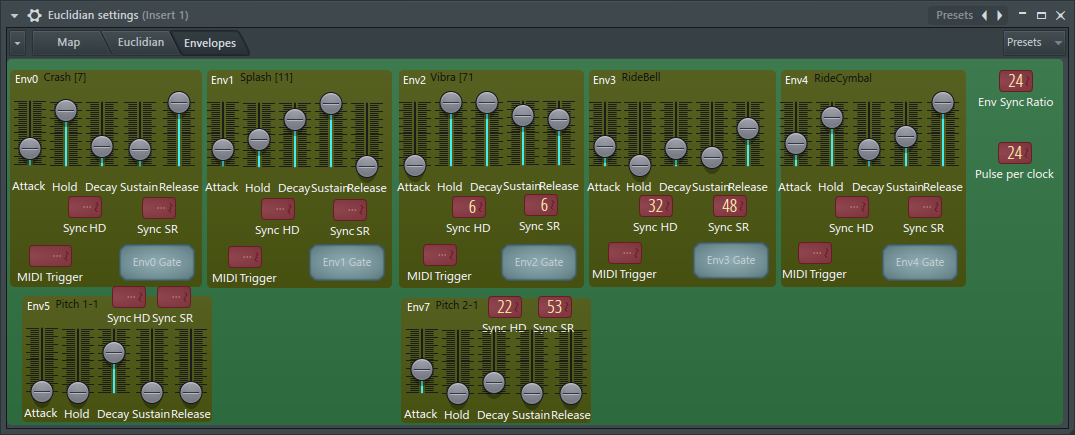 Euclidian settings (Insert 1)
Presets
Map
Euclidian
Envelopes
Presets
Env0 Crash [7]
Attack Hold Decay Sustain Release
...
Sync HD
...
Sync SR
...
MIDI Trigger
Env0 Gate
Env1 Splash [11]
Attack Hold Decay Sustain Release
...
Sync HD
...
Sync SR
...
MIDI Trigger
Env1 Gate
Env2 Vibra [71
Attack Hold Decay Sustain Release
6
Sync HD
6
Sync SR
...
MIDI Trigger
Env2 Gate
Env3 RideBell
Attack Hold Decay Sustain Release
32
Sync HD
48
Sync SR
...
MIDI Trigger
Env3 Gate
Env4 RideCymbal
Attack Hold Decay Sustain Release
...
Sync HD
...
Sync SR
...
MIDI Trigger
Env4 Gate
24
Env Sync Ratio
24
Pulse per clock
Env5 Pitch 1-1
...
Sync HD
...
Sync SR
Attack Hold Decay Sustain Release
Env7 Pitch 2-1
22
Sync HD
53
Sync SR
Attack Hold Decay Sustain Release